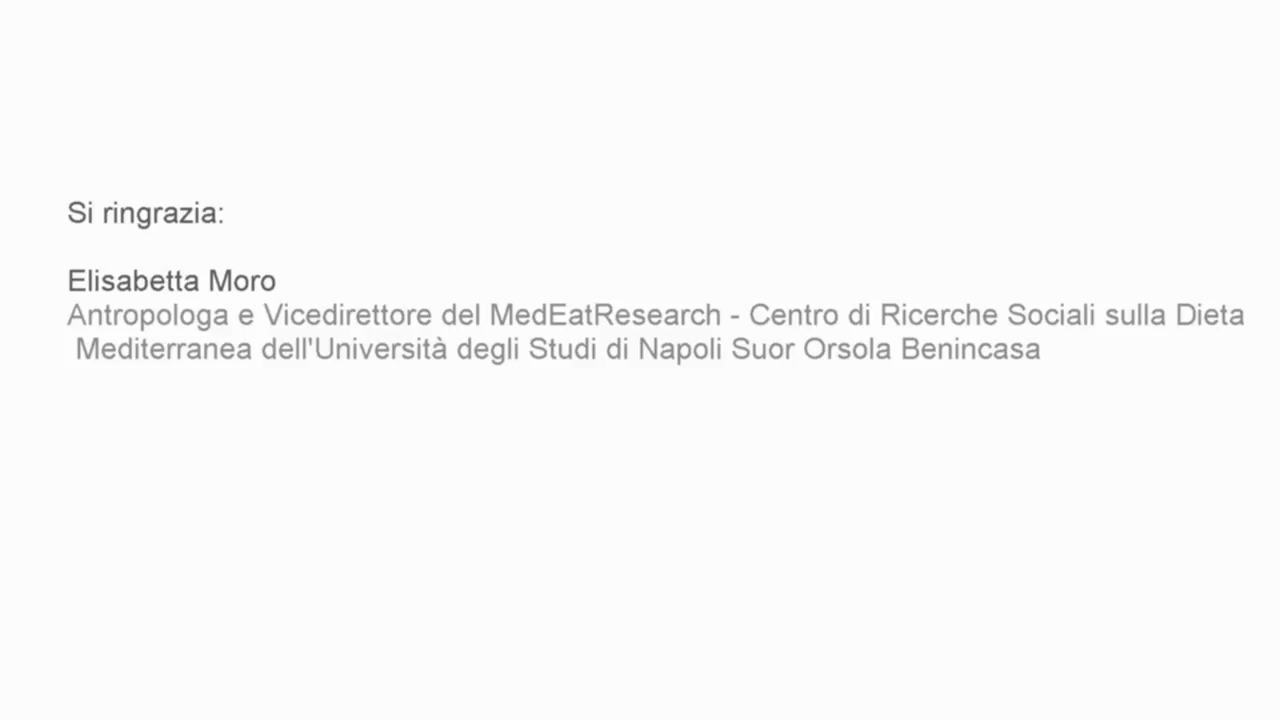 Si ringrazia:
Elisabetta Moro
Antropologa e Vicedirettore del MedEatResearch - Centro di Ricerche Sociali sulla Dieta
Mediterranea dell'Università degli Studi di Napoli Suor Orsola Benincasa